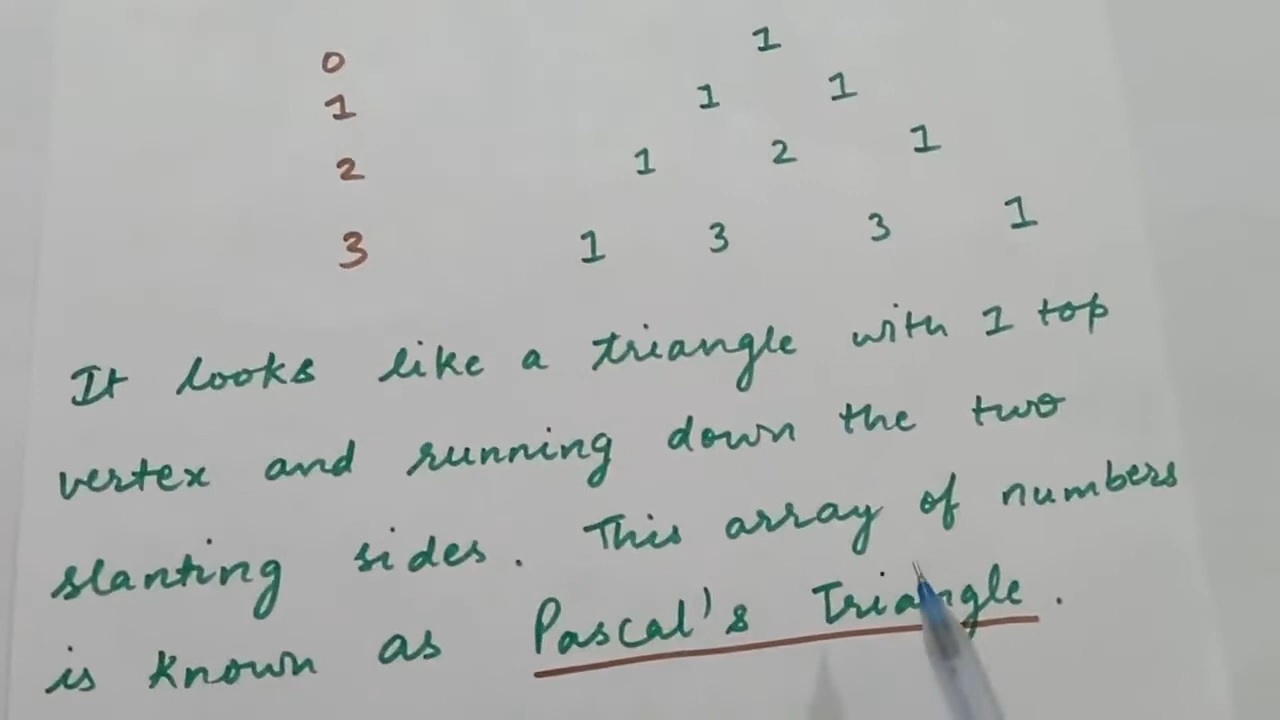 0 1
1 1 1
2 1 2 1
3 1 3 3 1
It looks like a triangle with 1 top
vertex and running down the two
slanting sides. This array of numbers
is known as Pascal's Triangle.